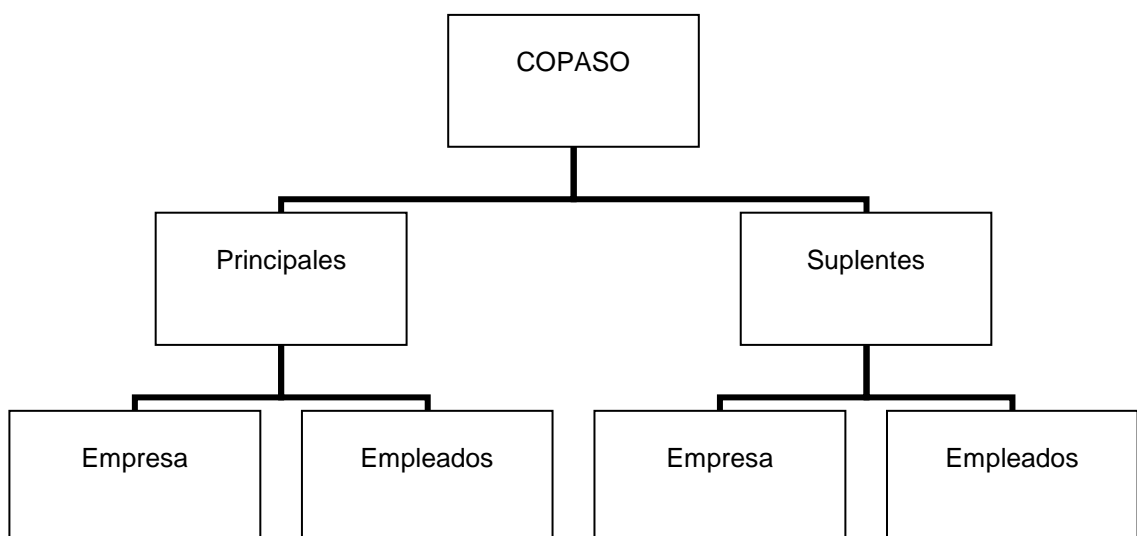 COPASO
Principales
Suplentes
Empresa
Empleados
Empresa
Empleados